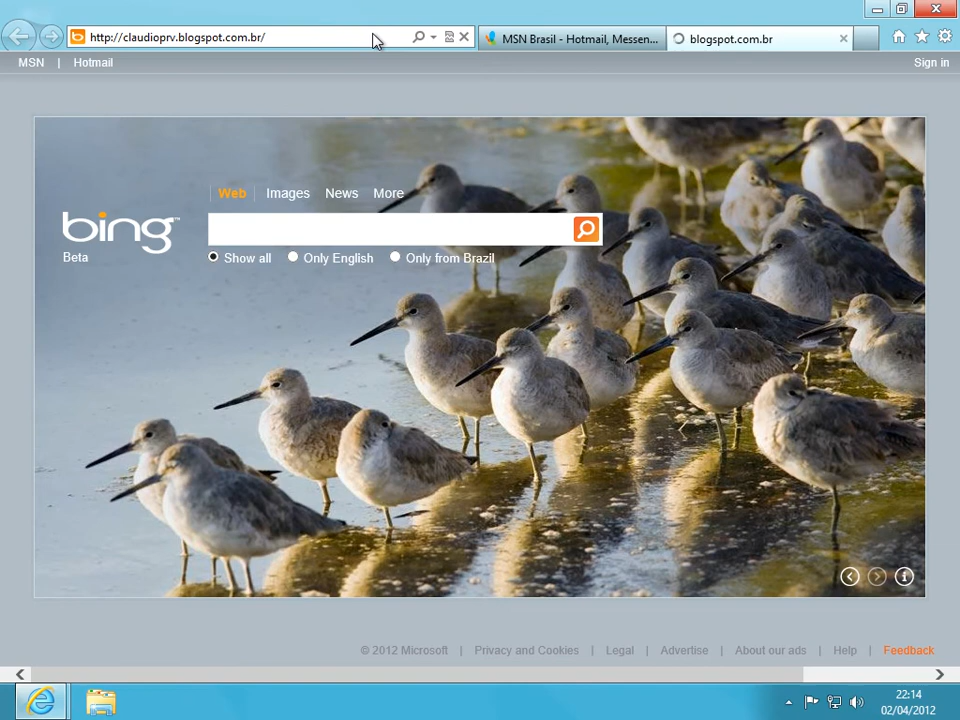 http://claudioprv.blogspot.com.br/
MSN Brasil - Hotmail, Messen...
blogspot.com.br
MSN | Hotmail
Sign in
Web Images News More
bing™
Beta
Show all Only English Only from Brazil
© 2012 Microsoft | Privacy and Cookies | Legal | Advertise | About our ads | Help | Feedback
22:14
02/04/2012